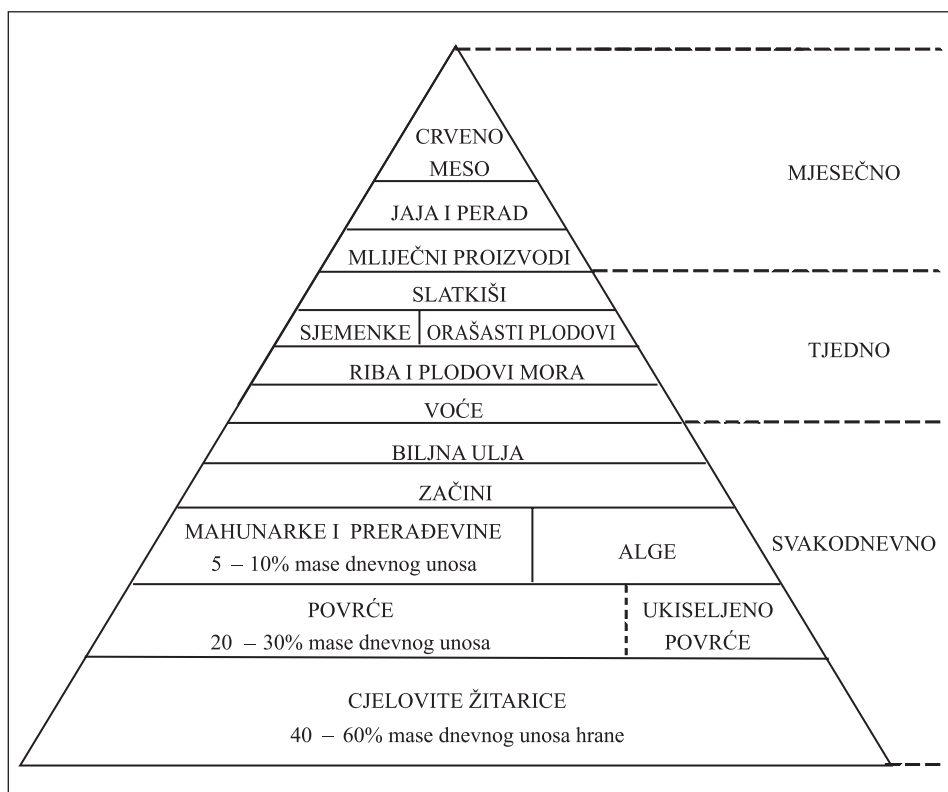 CRVENO
MESO
MJESEČNO
JAJA I PERAD
MLIJEČNI PROIZVODI
SLATKIŠI
SJEMENKE
ORAŠASTI PLODOVI
TJEDNO
RIBA I PLODOVI MORA
VOĆE
BILJNA ULJA
ZAČINI
MAHUNARKE I PRERAĐEVINE
5 – 10% mase dnevnog unosa
ALGE
SVAKODNEVNO
POVRĆE
20 – 30% mase dnevnog unosa
UKISELJENO
POVRĆE
CJELOVITE ŽITARICE
40 – 60% mase dnevnog unosa hrane